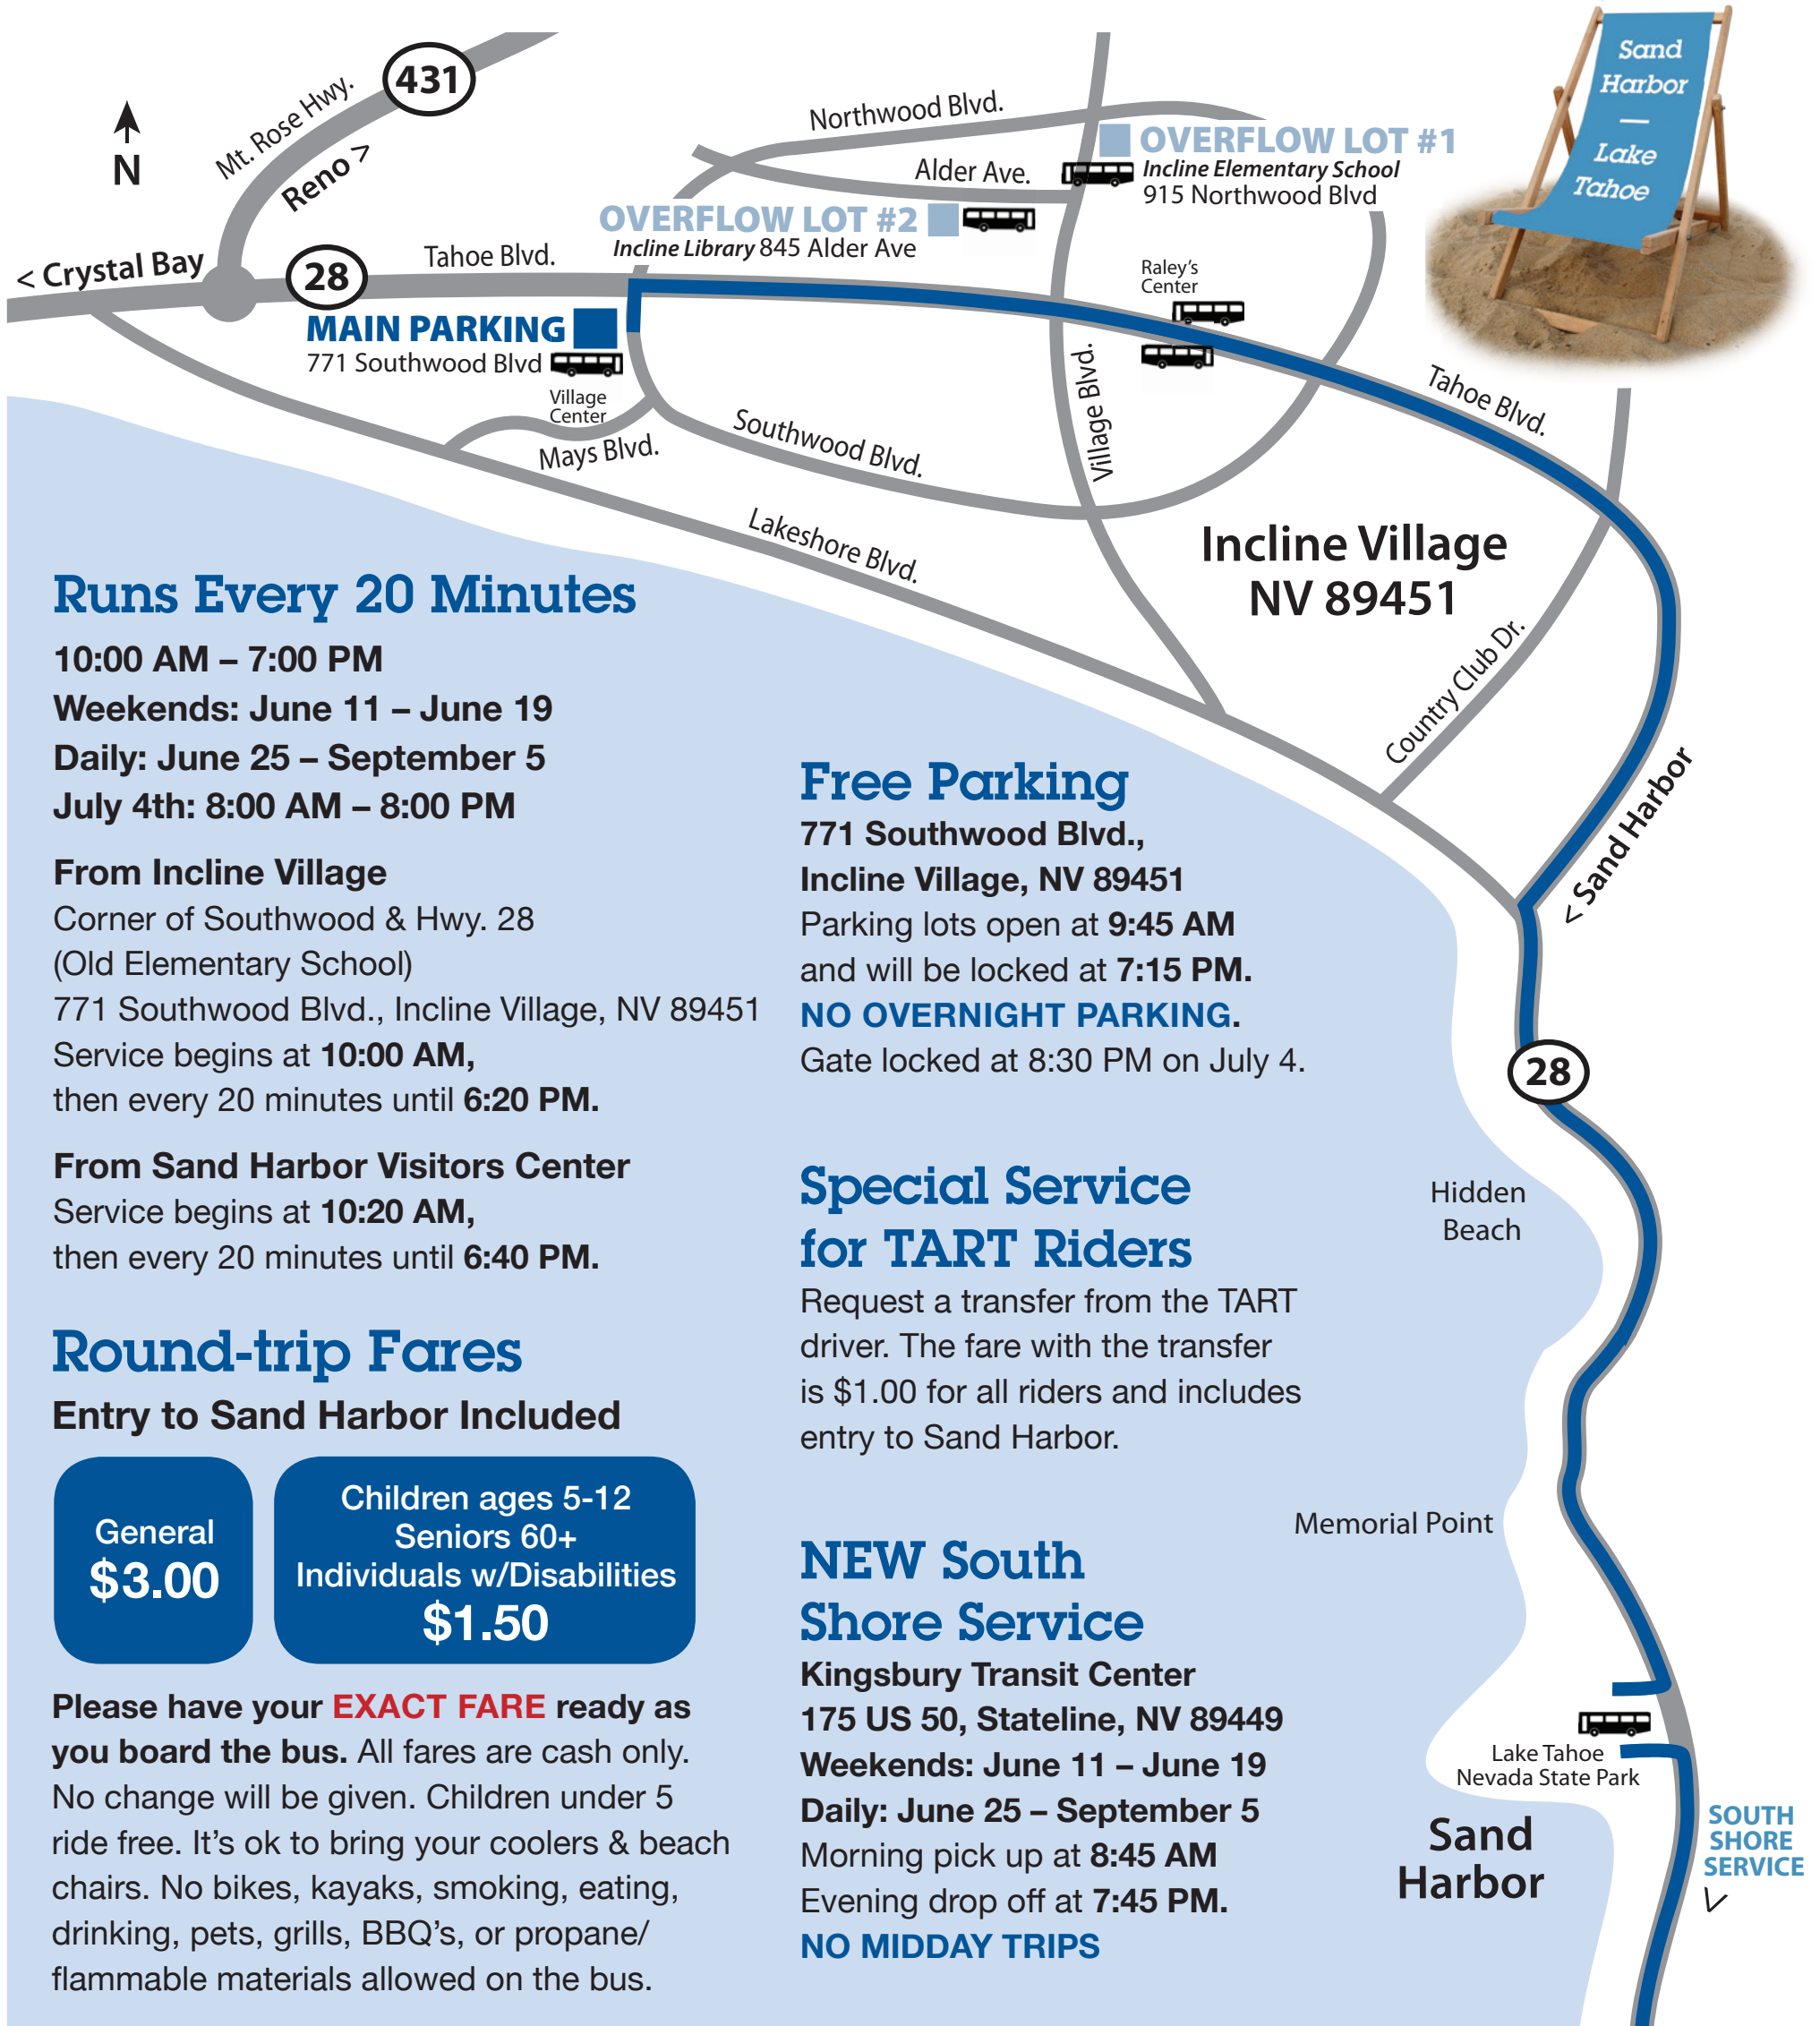 Sand
Harbor
—
Lake
Tahoe
431
Mt. Rose Hwy.
Reno >
N
Northwood Blvd.
OVERFLOW LOT #1
Incline Elementary School
915 Northwood Blvd
Alder Ave.
OVERFLOW LOT #2
Incline Library 845 Alder Ave
< Crystal Bay
28
Tahoe Blvd.
Raley's
Center
MAIN PARKING
771 Southwood Blvd
Village
Center
Mays Blvd.
Southwood Blvd.
Village Blvd.
Tahoe Blvd.
Lakeshore Blvd.
Incline Village
NV 89451
Country Club Dr.
< Sand Harbor
28
Hidden
Beach
Memorial Point
Lake Tahoe
Nevada State Park
Sand
Harbor
SOUTH
SHORE
SERVICE
>
Runs Every 20 Minutes
10:00 AM – 7:00 PM
Weekends: June 11 – June 19
Daily: June 25 – September 5
July 4th: 8:00 AM – 8:00 PM
From Incline Village
Corner of Southwood & Hwy. 28
(Old Elementary School)
771 Southwood Blvd., Incline Village, NV 89451
Service begins at 10:00 AM,
then every 20 minutes until 6:20 PM.
From Sand Harbor Visitors Center
Service begins at 10:20 AM,
then every 20 minutes until 6:40 PM.
Round-trip Fares
Entry to Sand Harbor Included
General
$3.00
Children ages 5-12
Seniors 60+
Individuals w/Disabilities
$1.50
Please have your EXACT FARE ready as
you board the bus. All fares are cash only.
No change will be given. Children under 5
ride free. It's ok to bring your coolers & beach
chairs. No bikes, kayaks, smoking, eating,
drinking, pets, grills, BBQ's, or propane/
flammable materials allowed on the bus.
Free Parking
771 Southwood Blvd.,
Incline Village, NV 89451
Parking lots open at 9:45 AM
and will be locked at 7:15 PM.
NO OVERNIGHT PARKING.
Gate locked at 8:30 PM on July 4.
Special Service
for TART Riders
Request a transfer from the TART
driver. The fare with the transfer
is $1.00 for all riders and includes
entry to Sand Harbor.
NEW South
Shore Service
Kingsbury Transit Center
175 US 50, Stateline, NV 89449
Weekends: June 11 – June 19
Daily: June 25 – September 5
Morning pick up at 8:45 AM
Evening drop off at 7:45 PM.
NO MIDDAY TRIPS